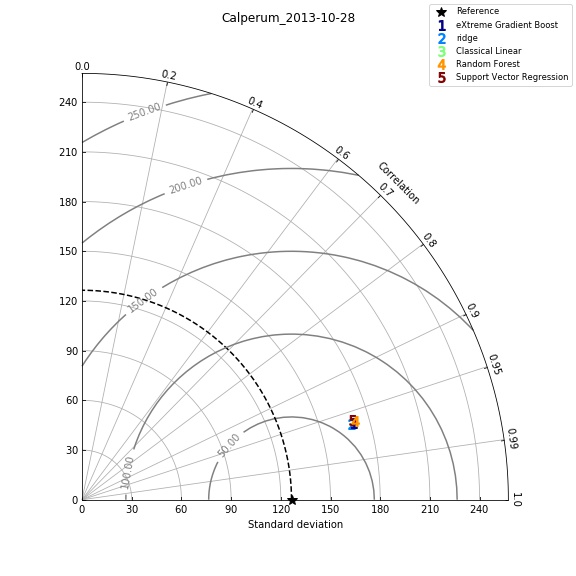 Calperum_2013-10-28
Reference
1 eXtreme Gradient Boost
2 ridge
3 Classical Linear
4 Random Forest
5 Support Vector Regression
0.0
0.2
0.4
0.6
Correlation
0.7
0.8
0.9
0.95
0.99
1.0
240
210
180
150
120
90
60
30
0
250.00
200.00
150.00
100.00
50.00
5
4
0 30 60 90 120 150 180 210 240
Standard deviation